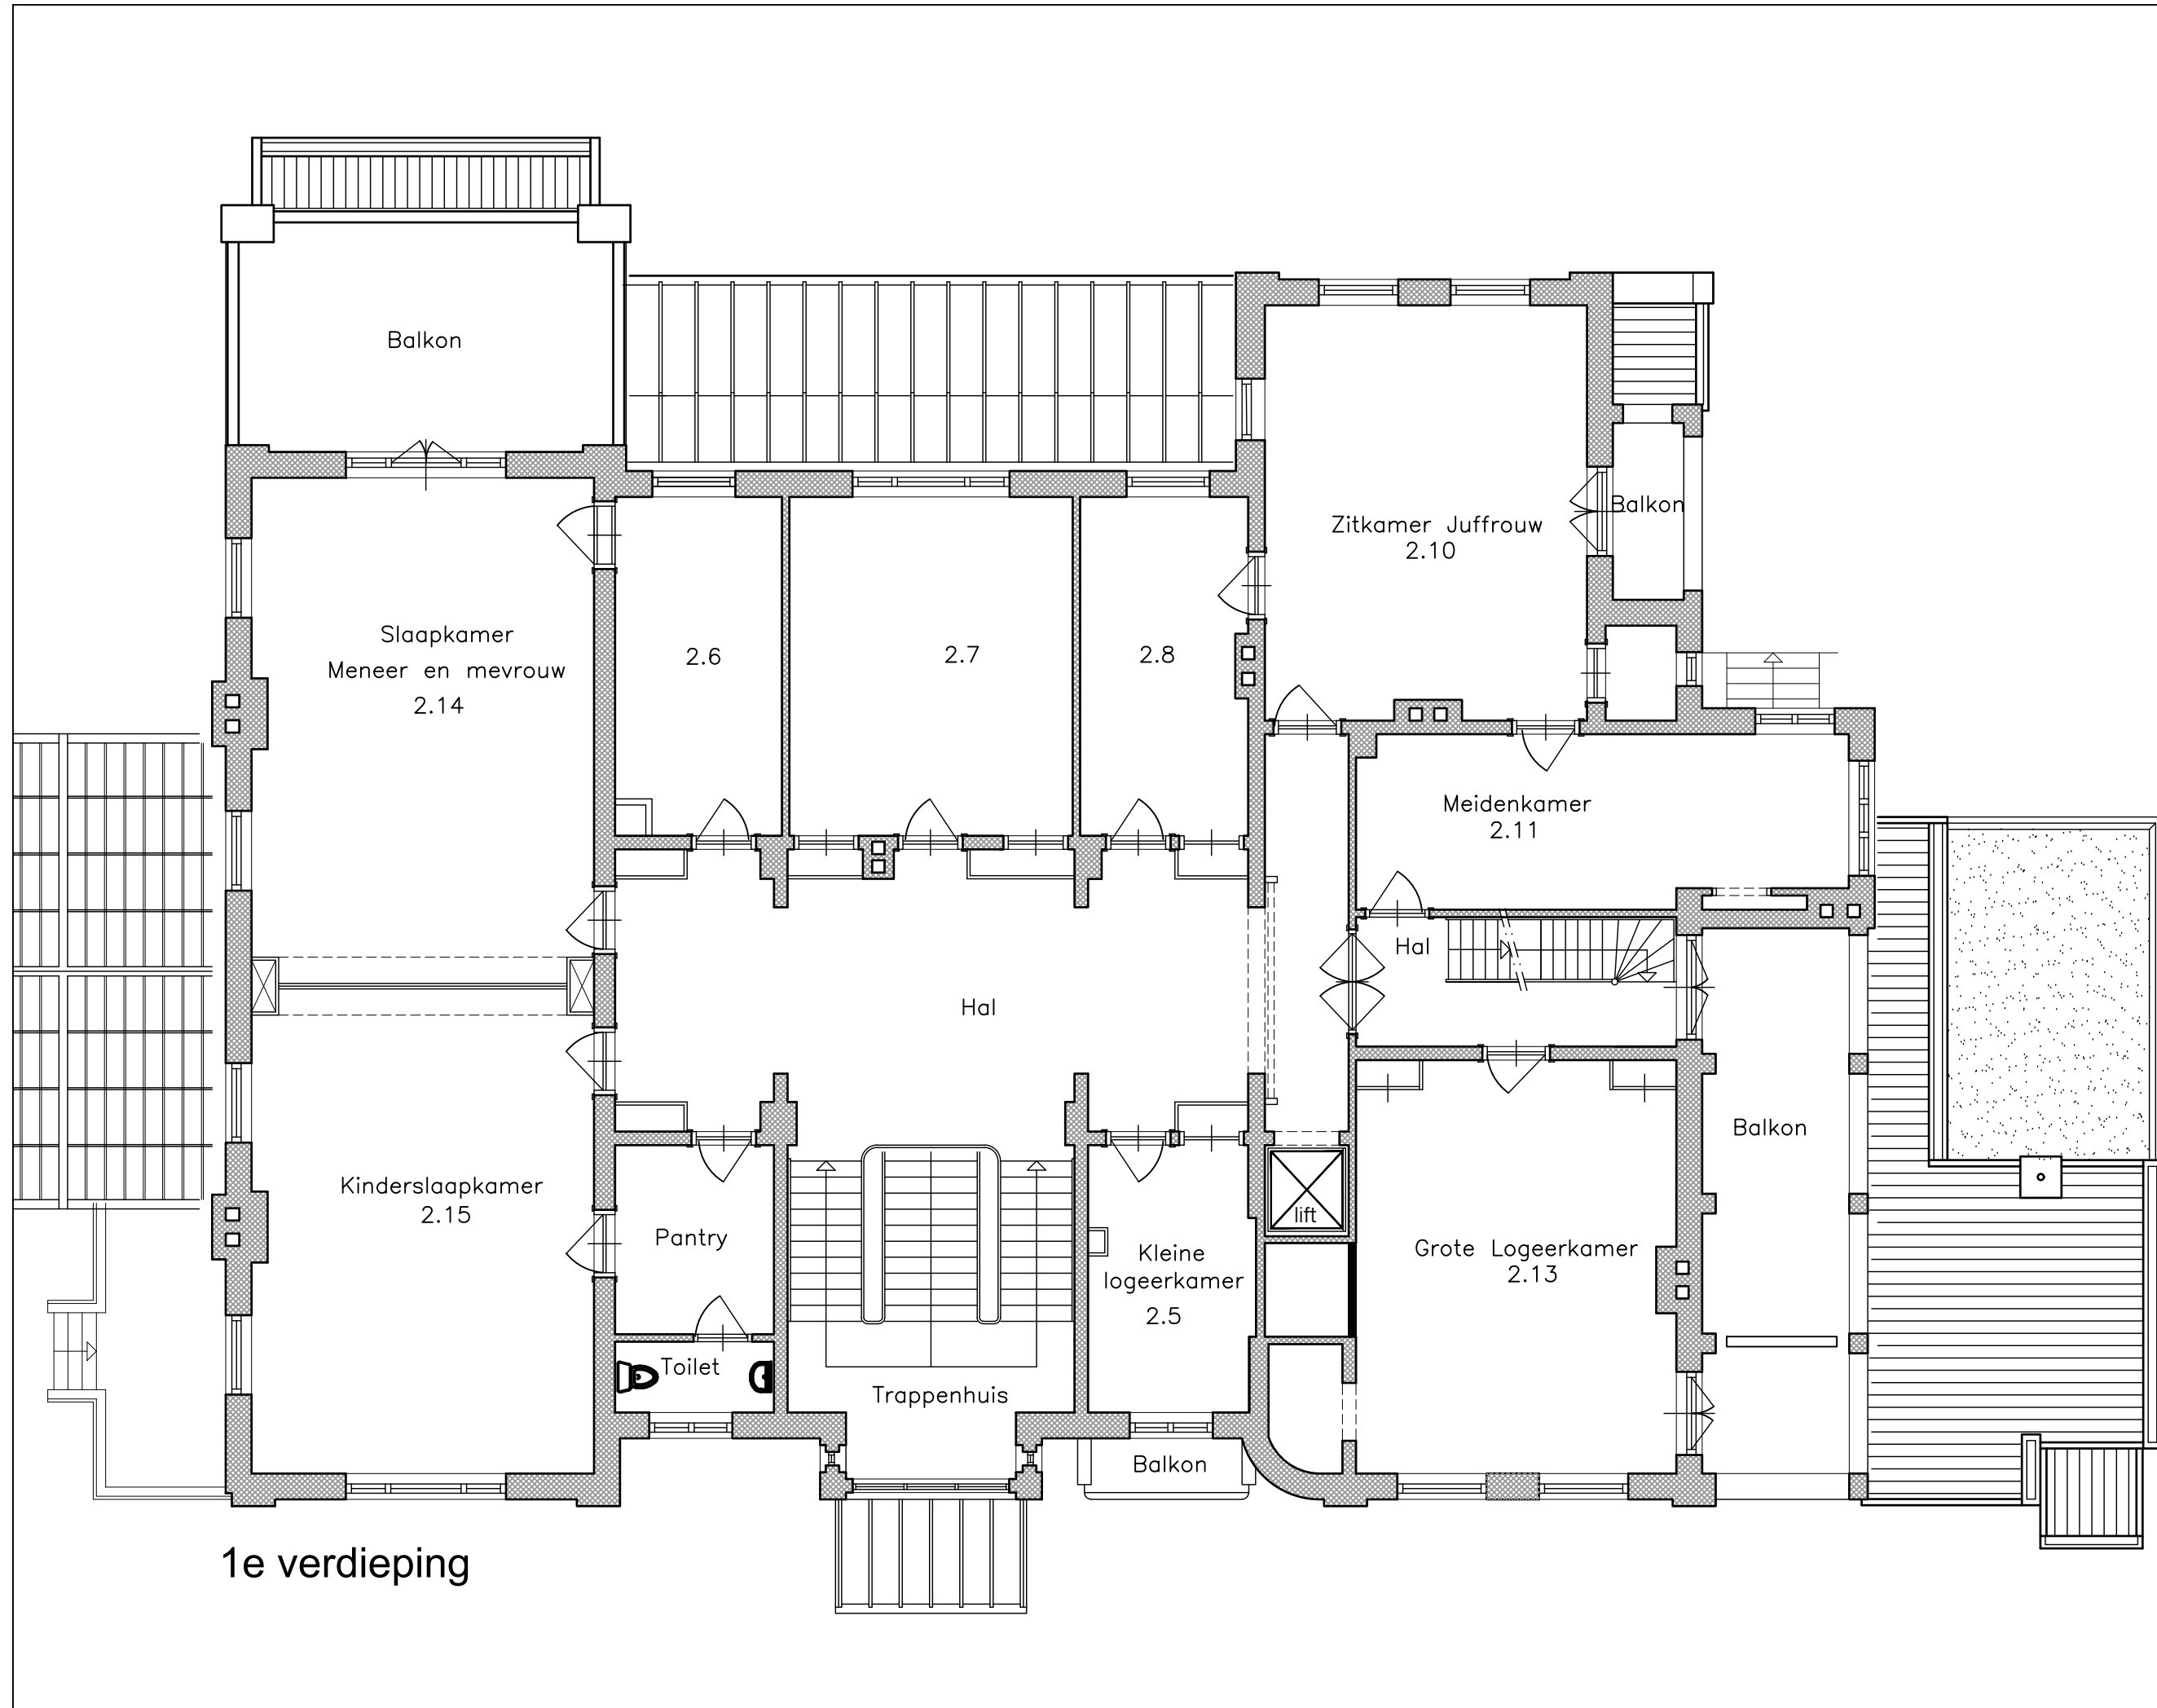 Balkon
Zitkamer Juffrouw
2.10
Balkon
Slaapkamer
Meneer en mevrouw
2.14
2.6
2.7
2.8
Meidenkamer
2.11
Hal
Hal
Balkon
Kinderslaapkamer
2.15
Pantry
Kleine
logeerkamer
2.5
lift
Grote Logeerkamer
2.13
Toilet
Trappenhuis
Balkon
1e verdieping